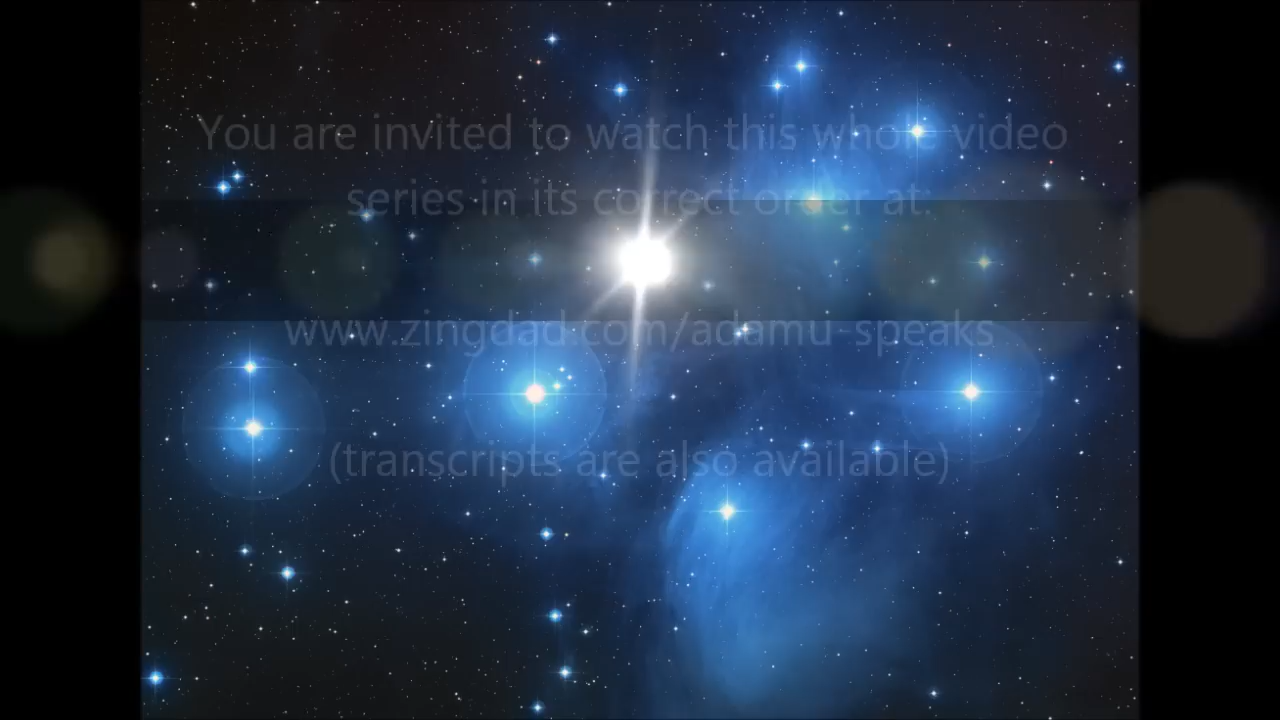 You are invited to watch this whole video
series in its correct order at:
www.zingdad.com/adamu-speaks
(transcripts are also available)